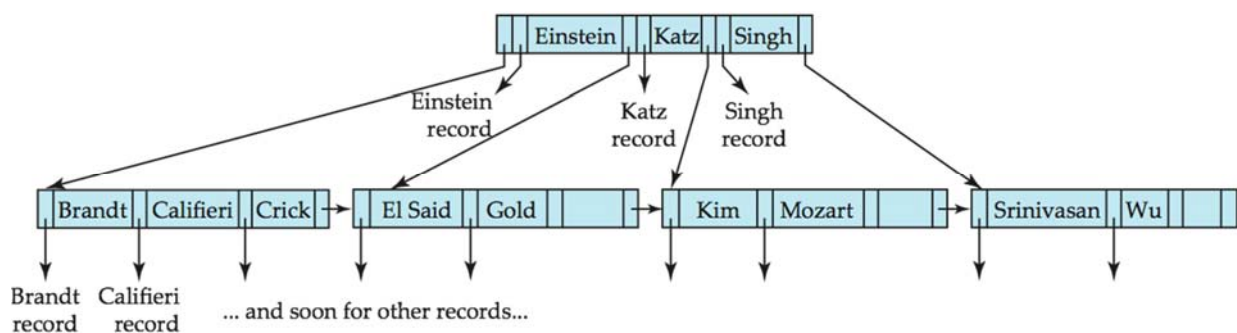 Einstein Katz Singh
Einstein
record
Katz
record
Singh
record
Brandt Califieri Crick El Said Gold Kim Mozart Srinivasan Wu
Brandt
record
Califieri
record
... and soon for other records...